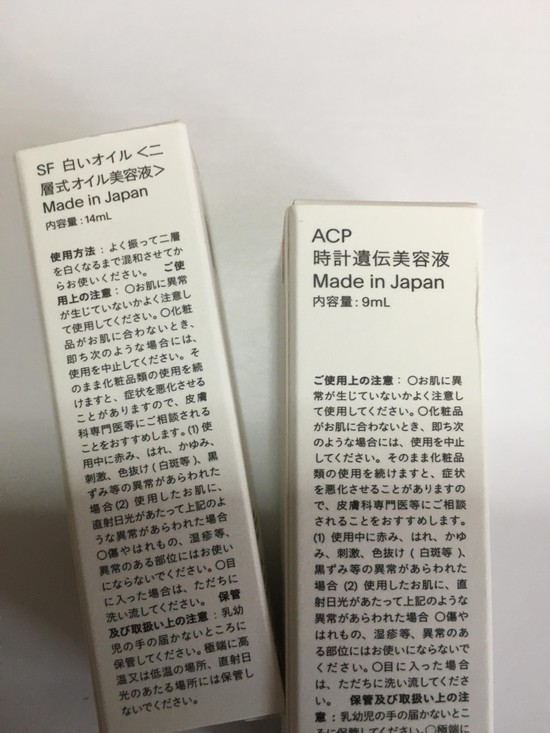 SF 白いオイル<二
層式オイル美容液>
Made in Japan
内容量：14mL
使用方法：よく振って二層
を白くなるまで混和させてか
らお使いください。 ご使
用上の注意：〇お肌に異常
が生じていないかよく注意し
て使用してください。〇化粧
品がお肌に合わないとき、
即ち次のような場合には、
使用を中止してください。そ
のまま化粧品類の使用を続
けますと、症状を悪化させる
ことがありますので、皮膚
科専門医等にご相談される
ことをおすすめします。(1) 使
用中に赤み、はれ、かゆみ、
刺激、色抜け（白斑等）、黒
ずみ等の異常があらわれた
場合(2) 使用したお肌に、
直射日光があたって上記のよ
うな異常があらわれた場合
〇傷やはれもの、湿疹等、
異常のある部位にはお使い
にならないでください。〇目
に入った場合は、ただちに
洗い流してください。 保管
及び取扱い上の注意：乳幼
児の手の届かないところに
保管してください。極端に高
温又は低温の場所、直射日
光のあたる場所には保管し
ないでください。
ACP
時計遺伝美容液
Made in Japan
内容量：9mL
ご使用上の注意：〇お肌に異
常が生じていないかよく注意し
て使用してください。〇化粧品
がお肌に合わないとき、即ち次
のような場合には、使用を中止
してください。そのまま化粧品
類の使用を続けますと、症状
を悪化させることがありますの
で、皮膚科専門医等にご相談
されることをおすすめします。
(1) 使用中に赤み、はれ、かゆ
み、刺激、色抜け（白斑等）、
黒ずみ等の異常があらわれた
場合 (2) 使用したお肌に、直
射日光があたって上記のような
異常があらわれた場合 〇傷や
はれもの、湿疹等、異常のあ
る部位にはお使いにならないで
ください。〇目に入った場合
は、ただちに洗い流してくださ
い。 保管及び取扱い上の注
意：乳幼児の手の届かないとこ
ろに保管してください。〇極端に